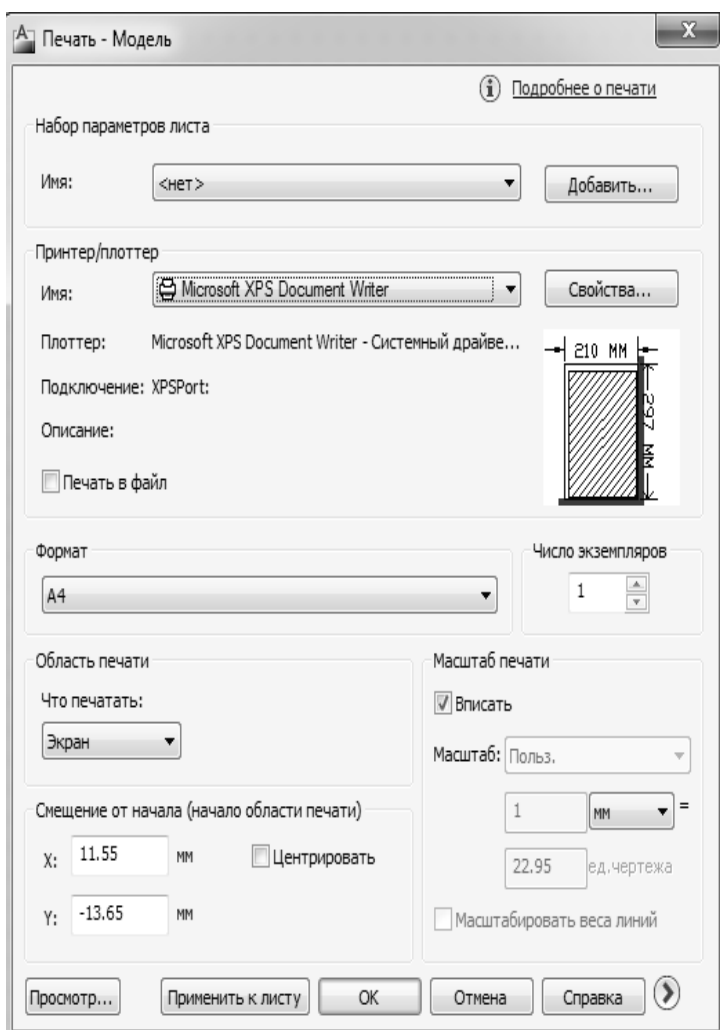 Печать - Модель
Подробнее о печати
Набор параметров листа
Имя:
<нет>
Добавить...
Принтер/плоттер
Имя:
Microsoft XPS Document Writer
Свойства...
Плоттер:
Microsoft XPS Document Writer - Системный драйве...
210 MM
297 MM
Подключение: XPSPort:
Описание:
Печать в файл
Формат
A4
Число экземпляров
1
Область печати
Что печатать:
Экран
Масштаб печати
Вписать
Масштаб:
Польз.
1
мм
=
22.95
ед.чертежа
Масштабировать веса линий
Смещение от начала (начало области печати)
X:
11.55
мм
Центрировать
Y:
-13.65
мм
Просмотр...
Применить к листу
OK
Отмена
Справка